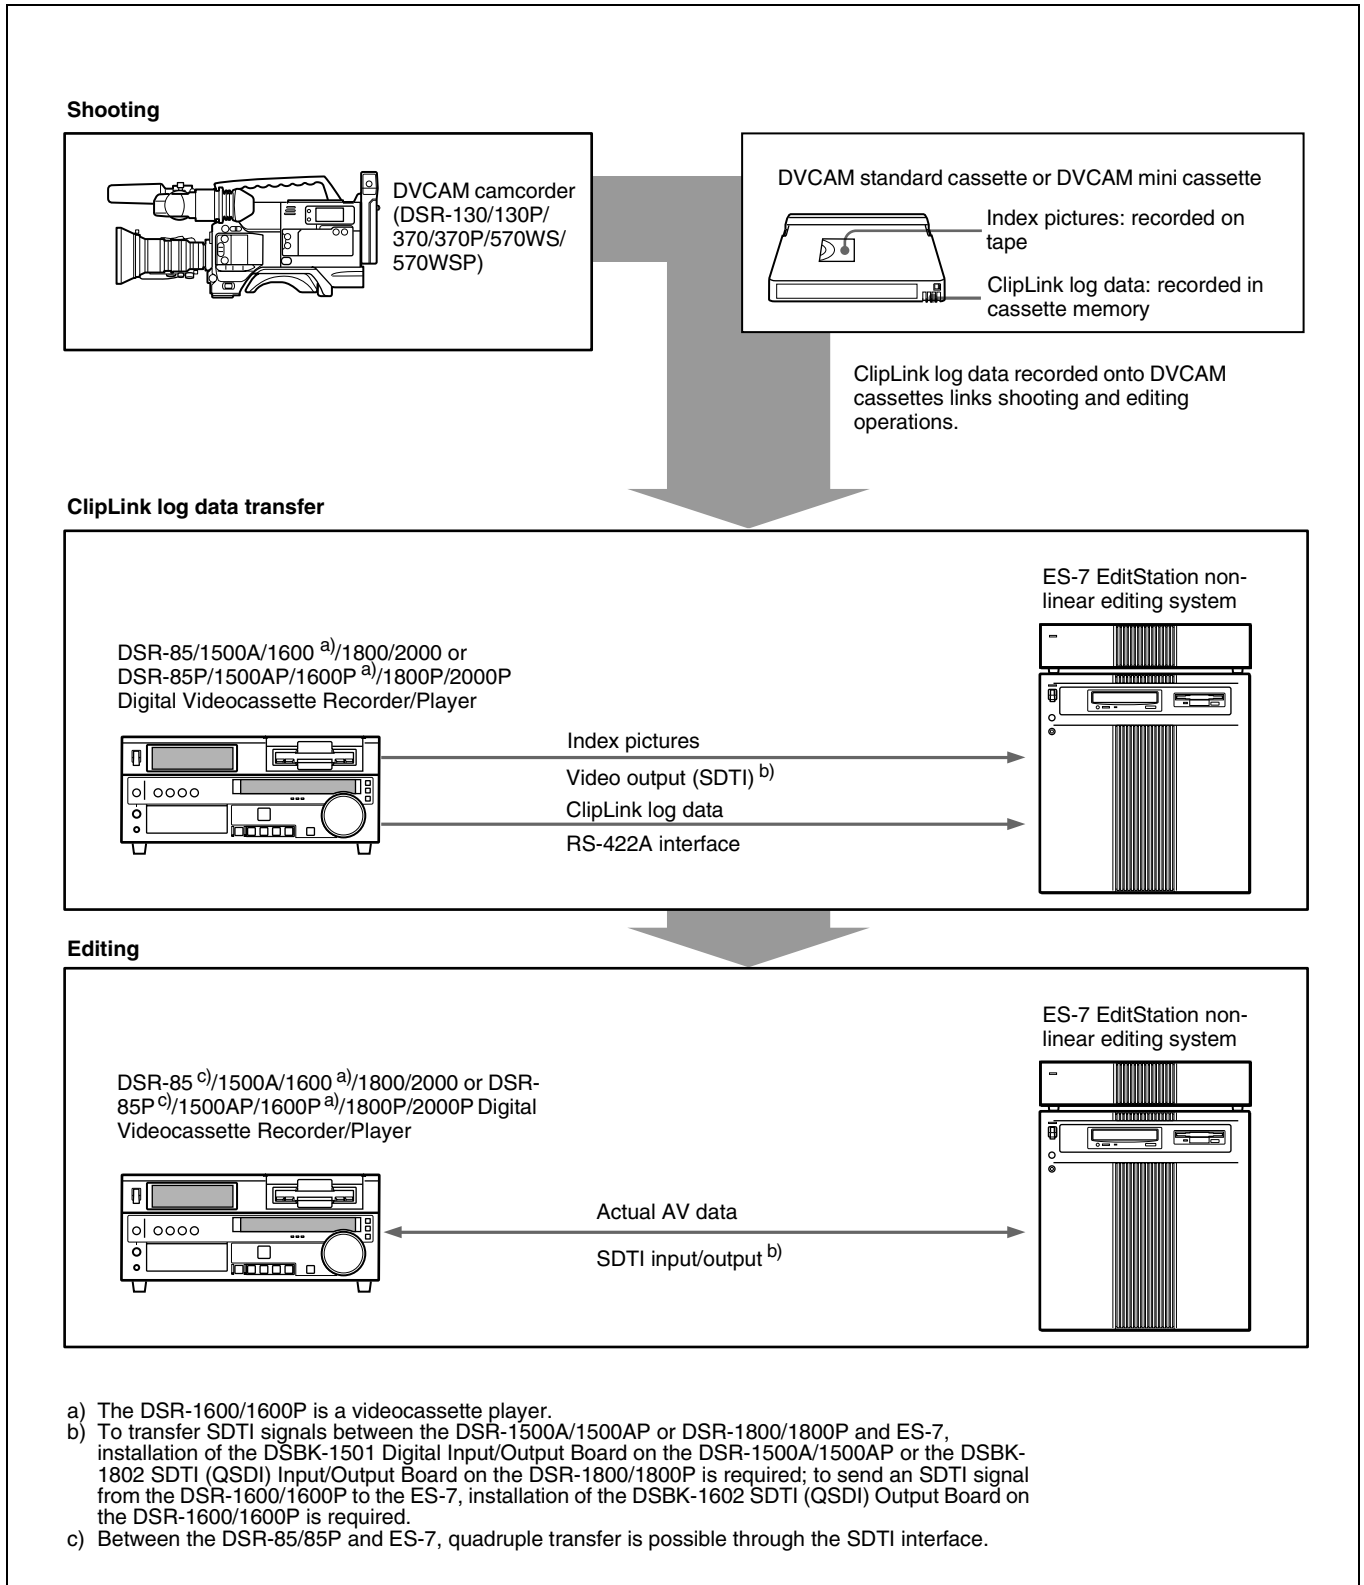 Shooting
DVCAM camcorder
(DSR-130/130P/
370/370P/570WS/
570WSP)
DVCAM standard cassette or DVCAM mini cassette
Index pictures: recorded on
tape
ClipLink log data: recorded in
cassette memory
ClipLink log data recorded onto DVCAM
cassettes links shooting and editing
operations.
ClipLink log data transfer
ES-7 EditStation non-
linear editing system
DSR-85/1500A/1600 a)/1800/2000 or
DSR-85P/1500AP/1600P a)/1800P/2000P
Digital Videocassette Recorder/Player
Index pictures
Video output (SDTI) b)
ClipLink log data
RS-422A interface
Editing
ES-7 EditStation non-
linear editing system
DSR-85 c)/1500A/1600 a)/1800/2000 or DSR-
85P c)/1500AP/1600P a)/1800P/2000P Digital
Videocassette Recorder/Player
Actual AV data
SDTI input/output b)
a) The DSR-1600/1600P is a videocassette player.
b) To transfer SDTI signals between the DSR-1500A/1500AP or DSR-1800/1800P and ES-7,
installation of the DSBK-1501 Digital Input/Output Board on the DSR-1500A/1500AP or the DSBK-
1802 SDTI (QSDI) Input/Output Board on the DSR-1800/1800P is required; to send an SDTI signal
from the DSR-1600/1600P to the ES-7, installation of the DSBK-1602 SDTI (QSDI) Output Board on
the DSR-1600/1600P is required.
c) Between the DSR-85/85P and ES-7, quadruple transfer is possible through the SDTI interface.